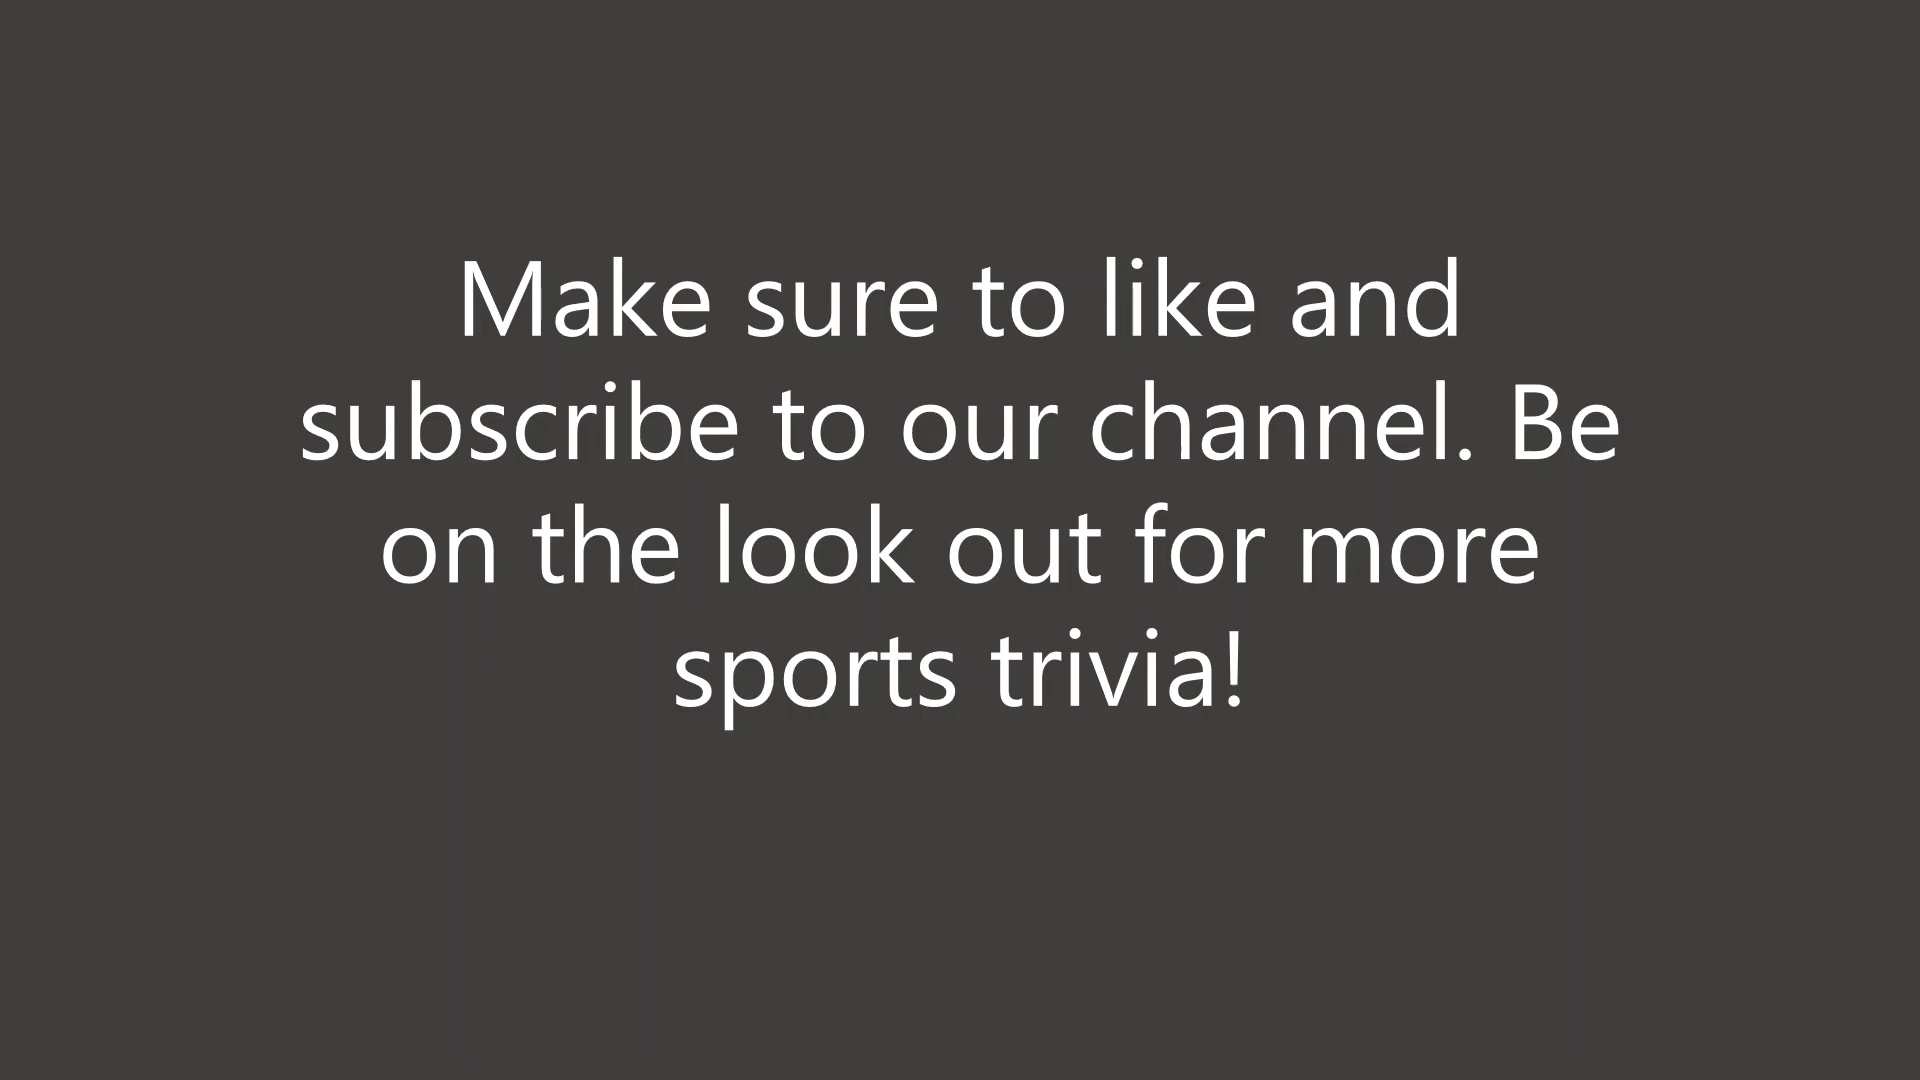 Make sure to like and
subscribe to our channel. Be
on the look out for more
sports trivia!